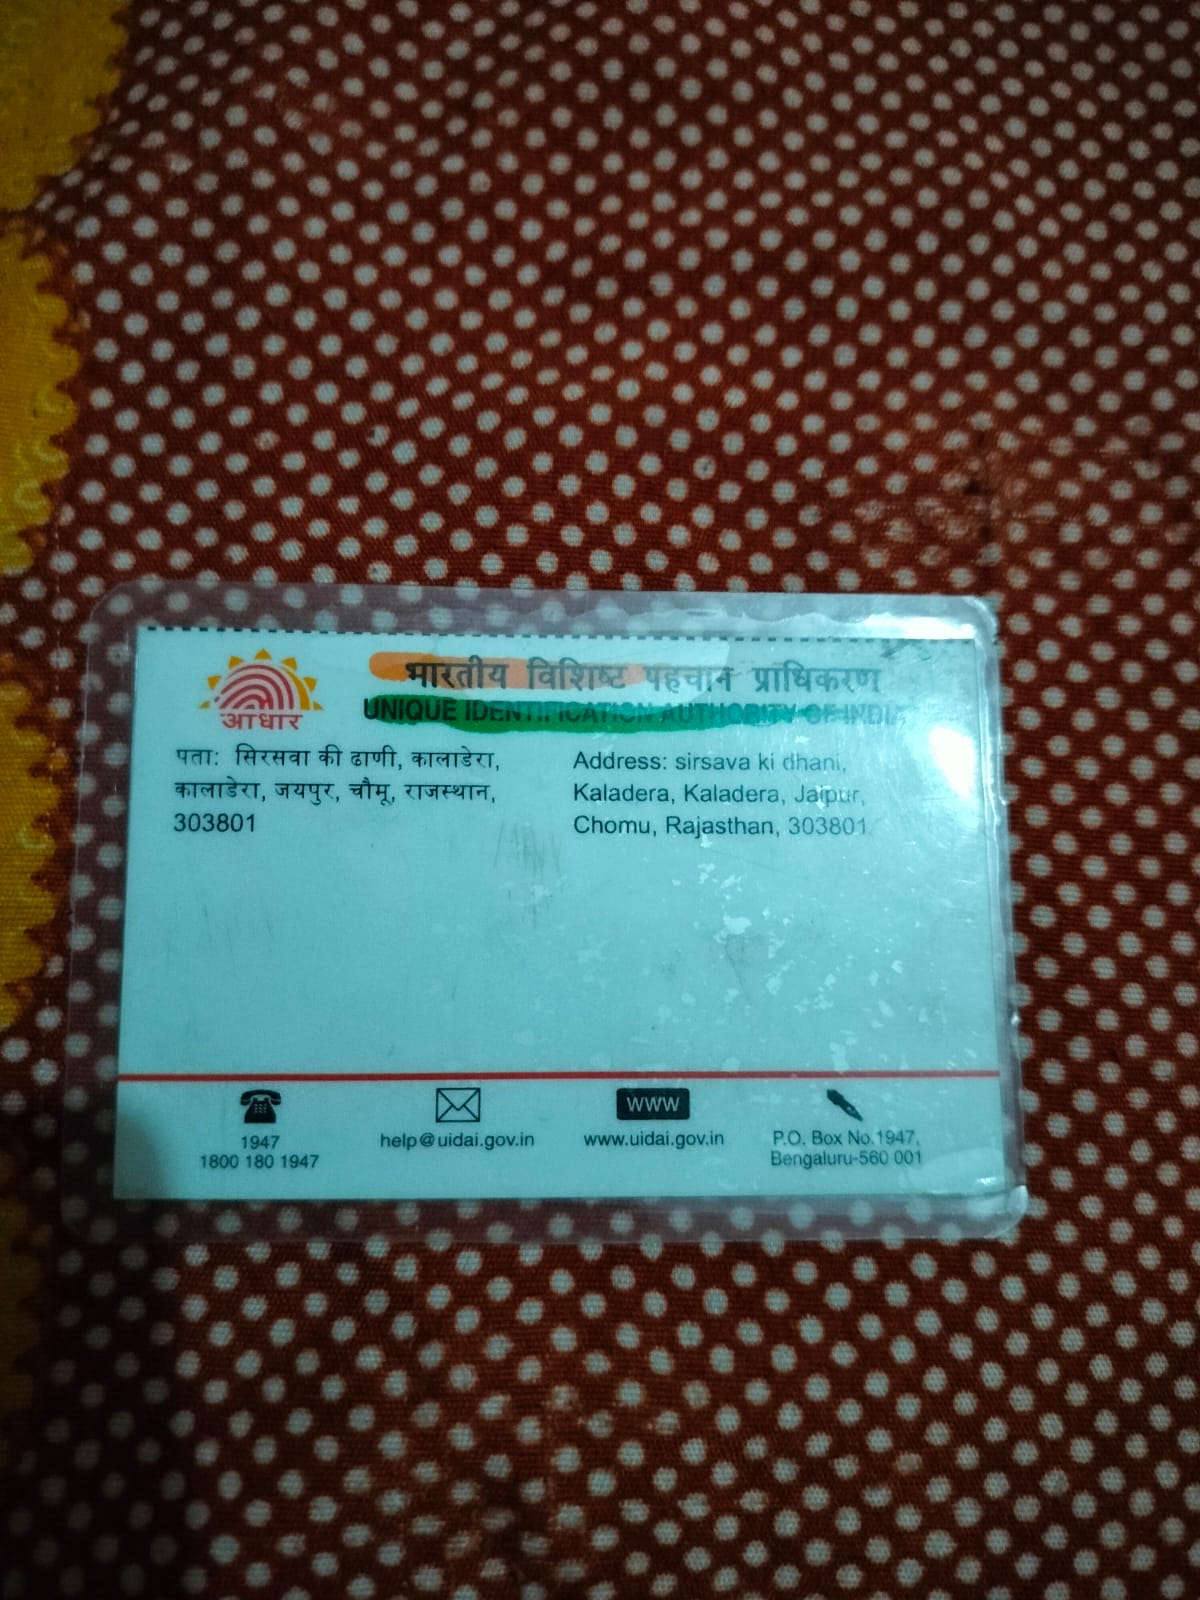 भारतीय विशिष्ट पहचान प्राधिकरण
UNIQUE IDENTIFICATION AUTHORITY OF INDIA
आधार
पता: सिरसवा की ढाणी, कालाडेरा,
कालाडेरा, जयपुर, चौमू, राजस्थान,
303801
Address: sirsava ki dhani,
Kaladera, Kaladera, Jaipur,
Chomu, Rajasthan, 303801
1947
1800 180 1947
help@uidai.gov.in
www
www.uidai.gov.in
P.O. Box No.1947,
Bengaluru-560 001